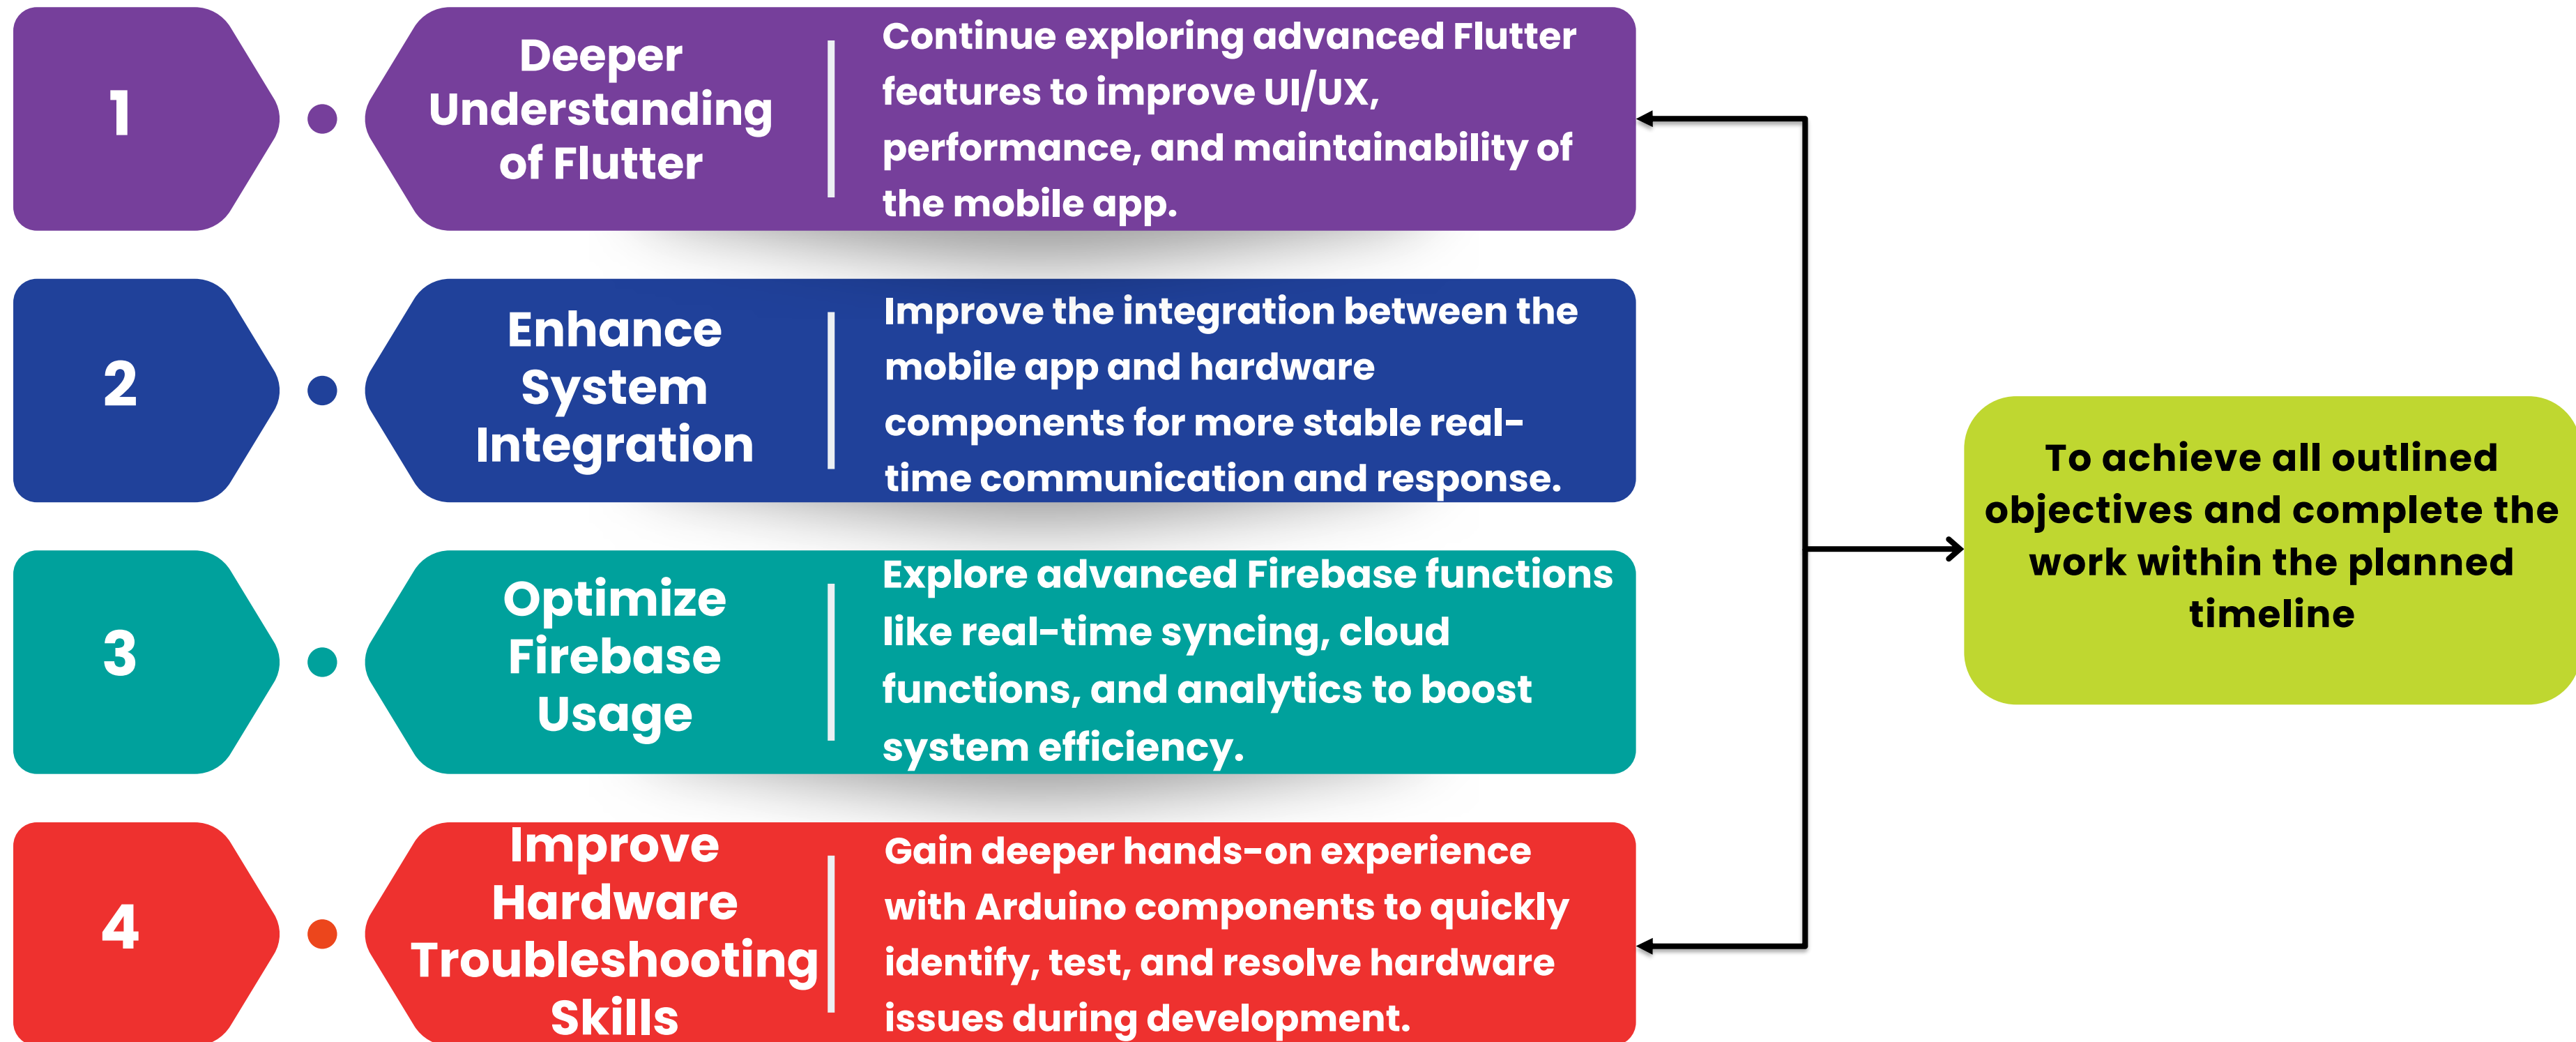 1
Deeper
Understanding
of Flutter
Continue exploring advanced Flutter
features to improve UI/UX,
performance, and maintainability of
the mobile app.
2
Enhance
System
Integration
Improve the integration between the
mobile app and hardware
components for more stable real-
time communication and response.
3
Optimize
Firebase
Usage
Explore advanced Firebase functions
like real-time syncing, cloud
functions, and analytics to boost
system efficiency.
4
Improve
Hardware
Troubleshooting
Skills
Gain deeper hands-on experience
with Arduino components to quickly
identify, test, and resolve hardware
issues during development.
To achieve all outlined
objectives and complete the
work within the planned
timeline